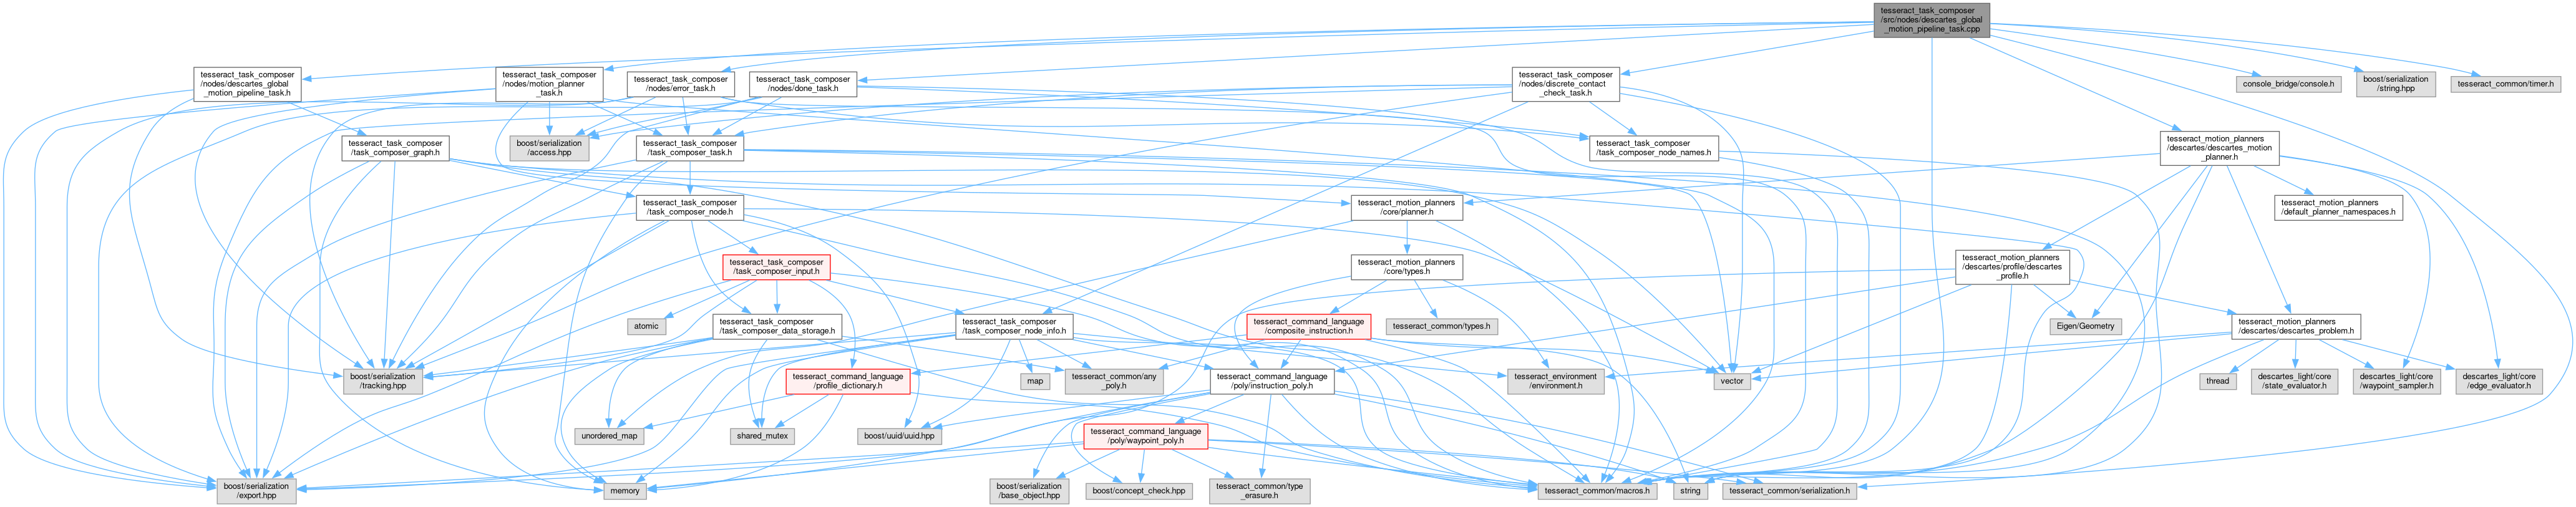 tesseract_task_composer
/src/nodes/descartes_global
_motion_pipeline_task.cpp
tesseract_task_composer
/nodes/descartes_global
_motion_pipeline_task.h
tesseract_task_composer
/nodes/motion_planner
_task.h
tesseract_task_composer
/nodes/error_task.h
tesseract_task_composer
/nodes/done_task.h
tesseract_task_composer
/nodes/discrete_contact
_check_task.h
console_bridge/console.h
boost/serialization
/string.hpp
tesseract_common/timer.h
tesseract_task_composer
/task_composer_graph.h
boost/serialization
/access.hpp
tesseract_task_composer
/task_composer_task.h
tesseract_task_composer
/task_composer_node_names.h
tesseract_motion_planners
/descartes/descartes_motion
_planner.h
tesseract_task_composer
/task_composer_node.h
tesseract_motion_planners
/core/planner.h
tesseract_motion_planners
/default_planner_namespaces.h
tesseract_task_composer
/task_composer_input.h
tesseract_motion_planners
/core/types.h
tesseract_motion_planners
/descartes/profile/descartes
_profile.h
atomic
tesseract_task_composer
/task_composer_data_storage.h
tesseract_task_composer
/task_composer_node_info.h
tesseract_command_language
/composite_instruction.h
tesseract_common/types.h
Eigen/Geometry
tesseract_motion_planners
/descartes/descartes_problem.h
boost/serialization
/tracking.hpp
tesseract_command_language
/profile_dictionary.h
map
tesseract_common/any
_poly.h
tesseract_command_language
/poly/instruction_poly.h
tesseract_environment
/environment.h
vector
thread
descartes_light/core
/state_evaluator.h
descartes_light/core
/waypoint_sampler.h
descartes_light/core
/edge_evaluator.h
unordered_map
shared_mutex
boost/uuid/uuid.hpp
tesseract_command_language
/poly/waypoint_poly.h
boost/serialization
/export.hpp
memory
boost/serialization
/base_object.hpp
boost/concept_check.hpp
tesseract_common/type
_erasure.h
tesseract_common/macros.h
string
tesseract_common/serialization.h